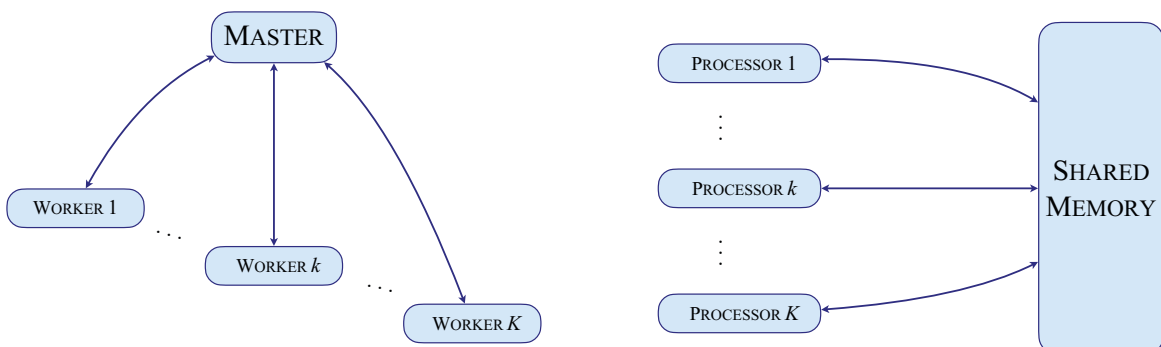 MASTER
WORKER 1
. . .
WORKER k
. . .
WORKER K
PROCESSOR 1
⋮
PROCESSOR k
⋮
PROCESSOR K
SHARED
MEMORY